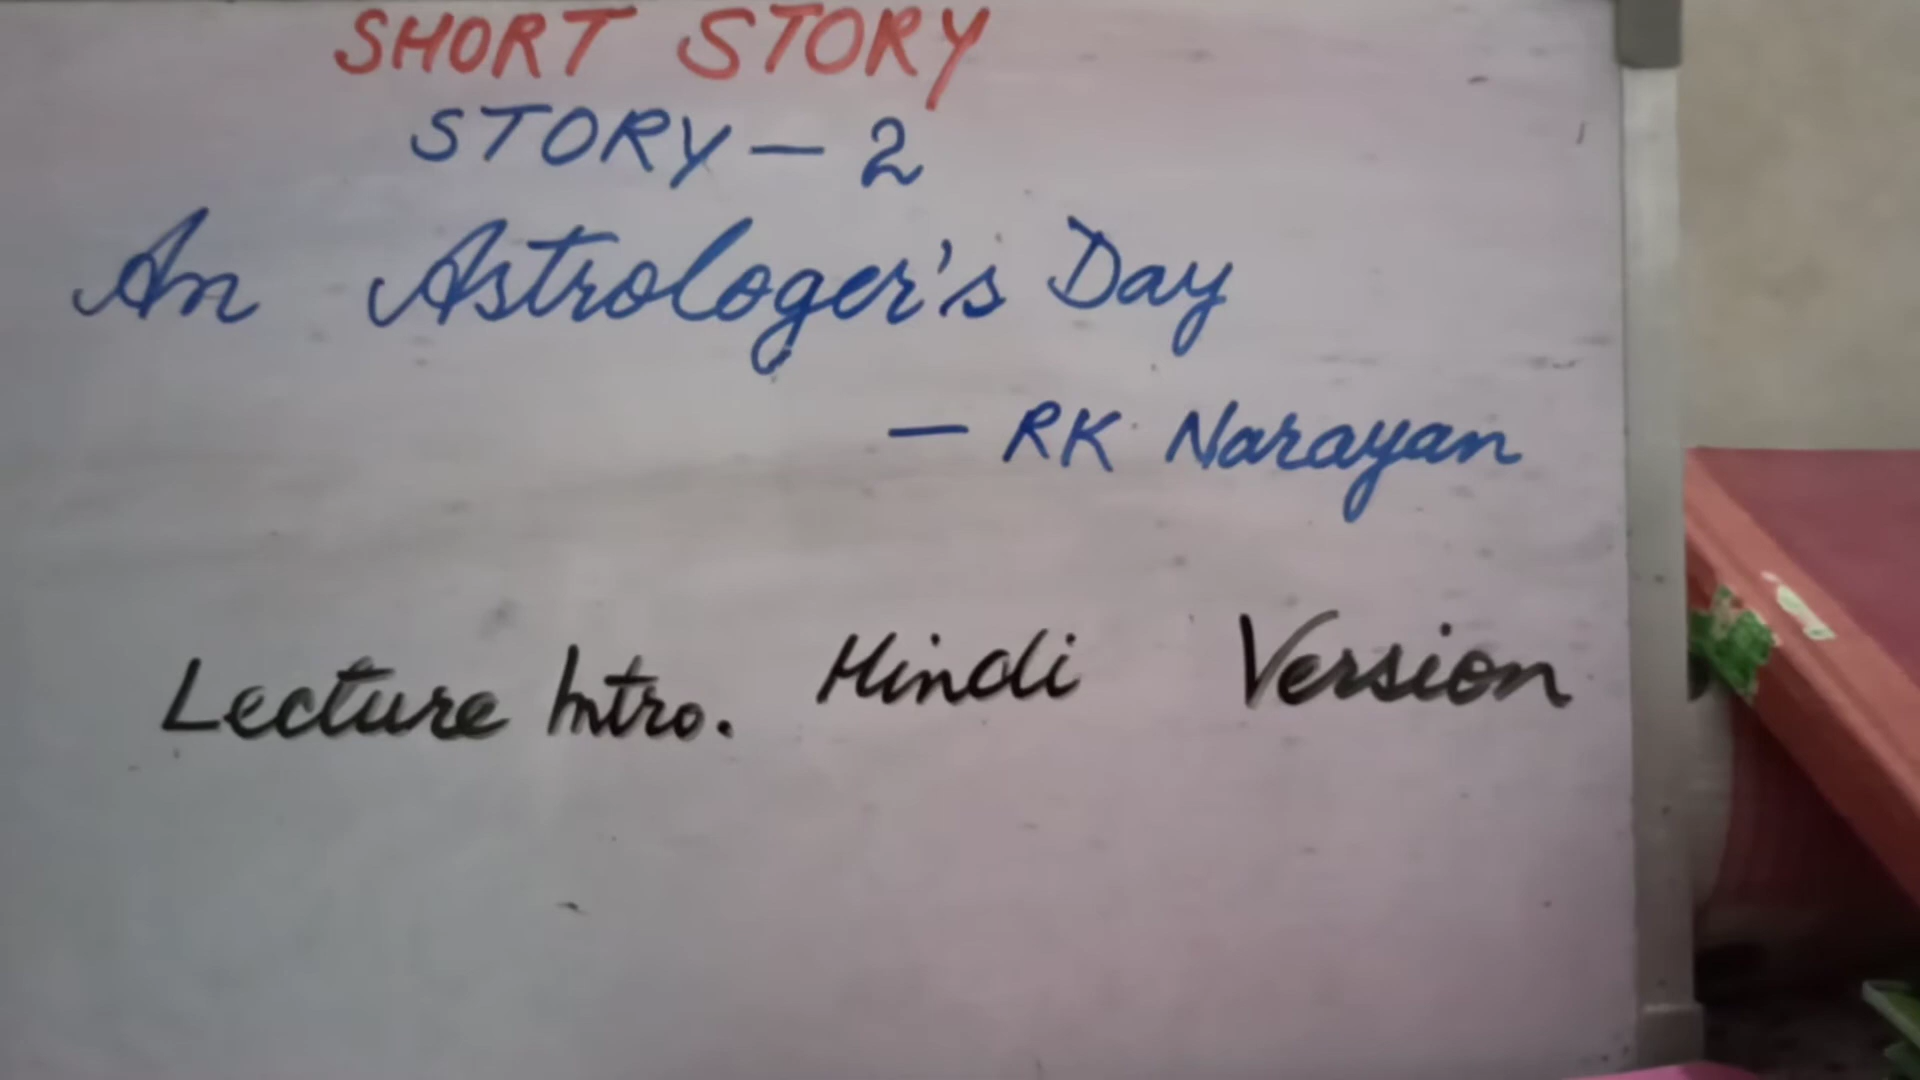 SHORT STORY
STORY - 2
An Astrologer's Day
- RK Narayan
Lecture Intro. Hindi Version